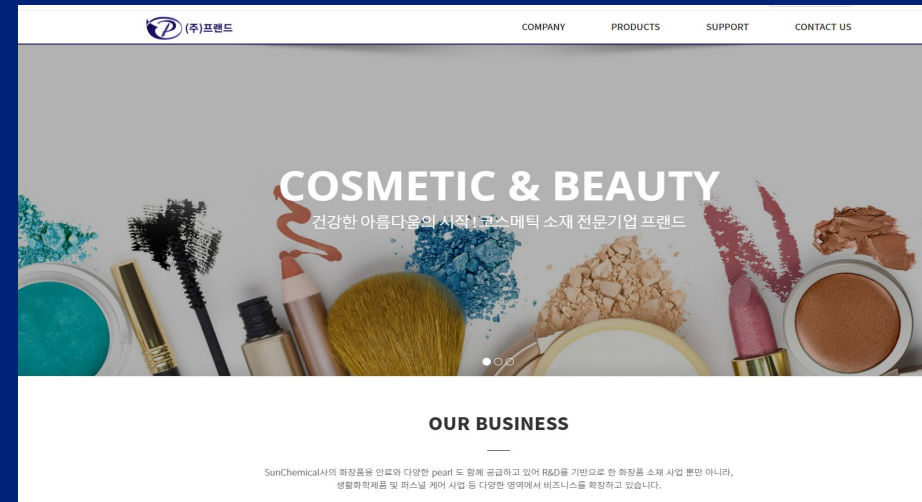 (주)프랜드
COMPANY PRODUCTS SUPPORT CONTACT US
COSMETIC & BEAUTY
건강한 아름다움의 시작! 코스메틱 소재 전문기업 프랜드
OUR BUSINESS
SunChemical사의 화장품용 안료와 다양한 pearl 도 함께 공급하고 있어 R&D를 기반으로 한 화장품 소재 사업 뿐만 아니라,
생활화학제품 및 퍼스널 케어 사업 등 다양한 영역에서 비즈니스를 확장하고 있습니다.